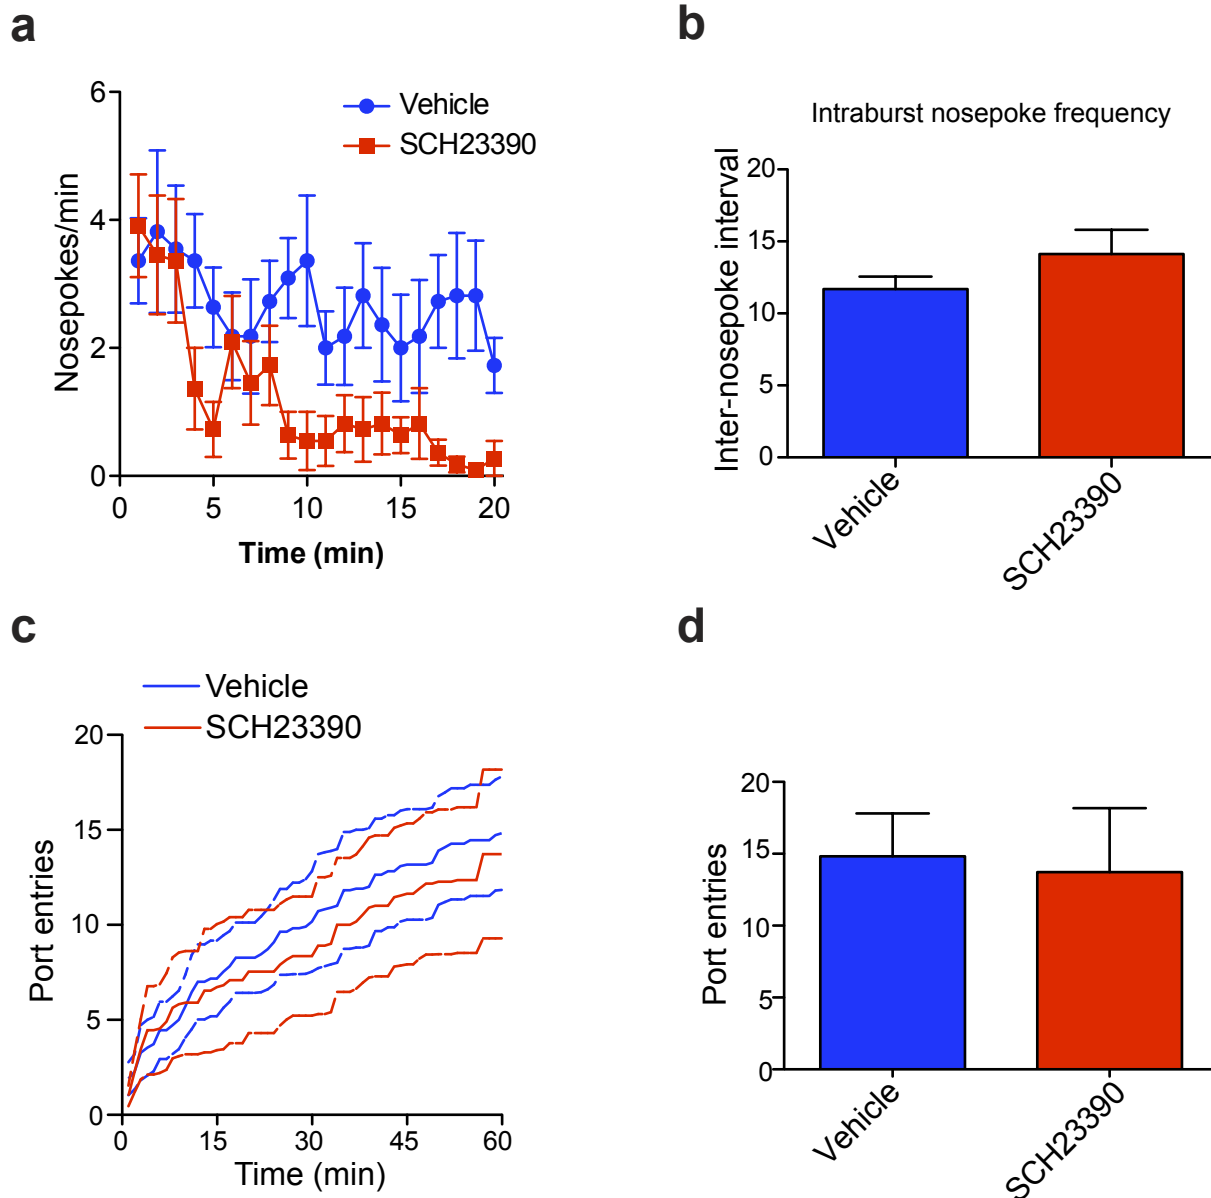 a
6
4
2
0
Nosepokes/min
Vehicle
SCH23390
0
5
10
15
20
Time (min)
b
Intraburst nosepoke frequency
20
15
10
5
0
Inter-nosepoke interval
Vehicle
SCH23390
c
Vehicle
SCH23390
20
15
10
5
0
Port entries
0
15
30
45
60
Time (min)
d
20
15
10
5
0
Port entries
Vehicle
SCH23390